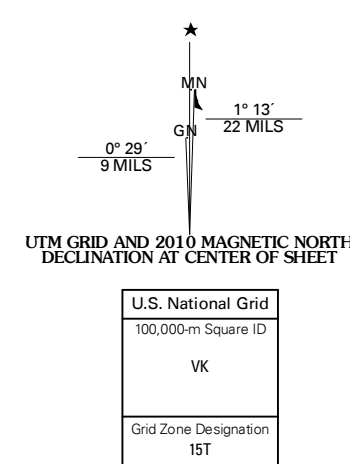 MN
1° 13´
22 MILS
GN
0° 29´
9 MILS
UTM GRID AND 2010 MAGNETIC NORTH
DECLINATION AT CENTER OF SHEET
U.S. National Grid
100,000-m Square ID
VK
Grid Zone Designation
15T